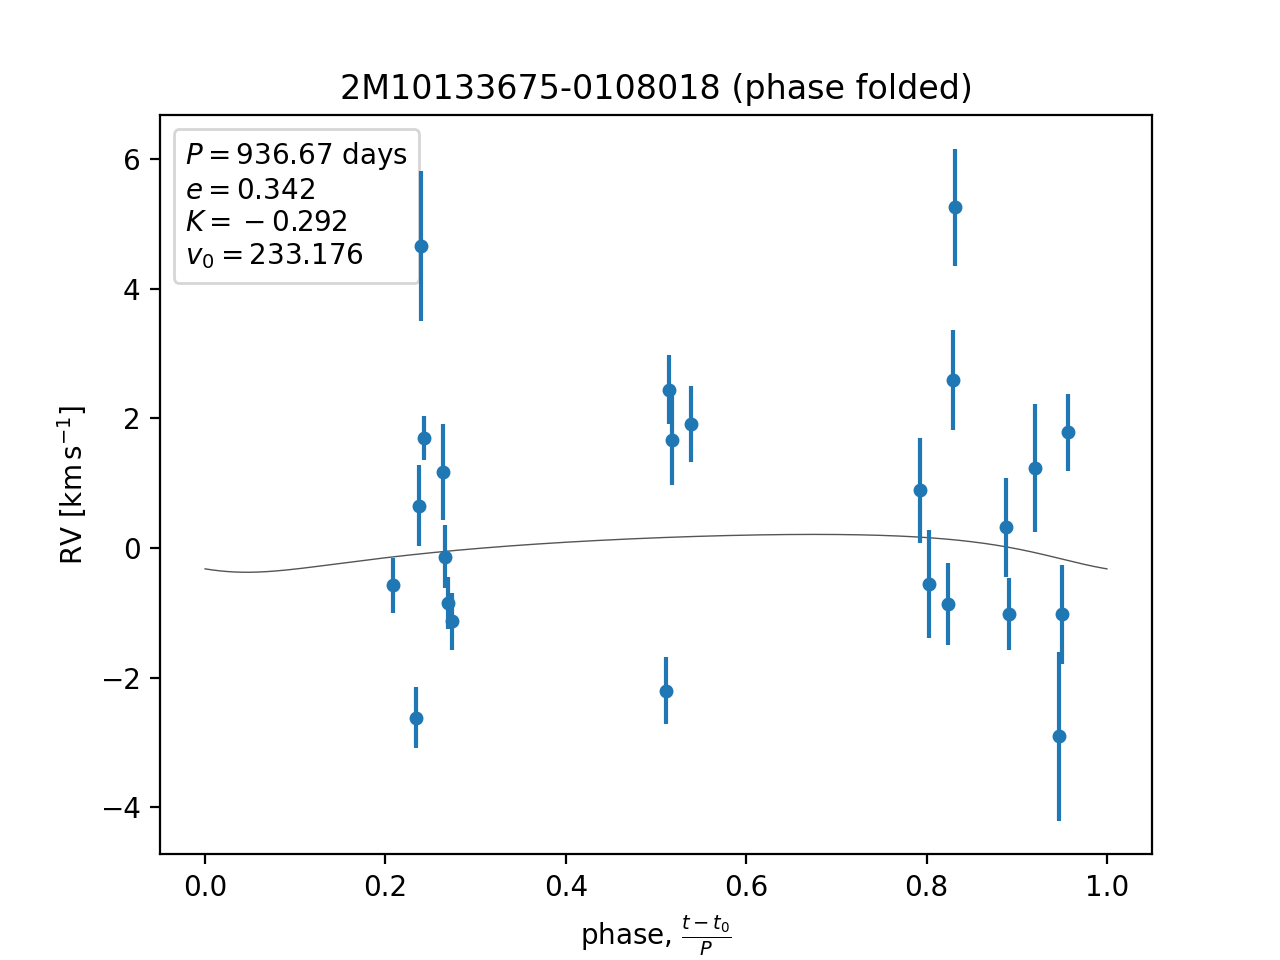 2M10133675-0108018 (phase folded)
P = 936.67 days
e = 0.342
K = −0.292
v₀ = 233.176
6
4
2
0
−2
−4
RV [km s⁻¹]
0.0 0.2 0.4 0.6 0.8 1.0
phase, (t − t₀)/P